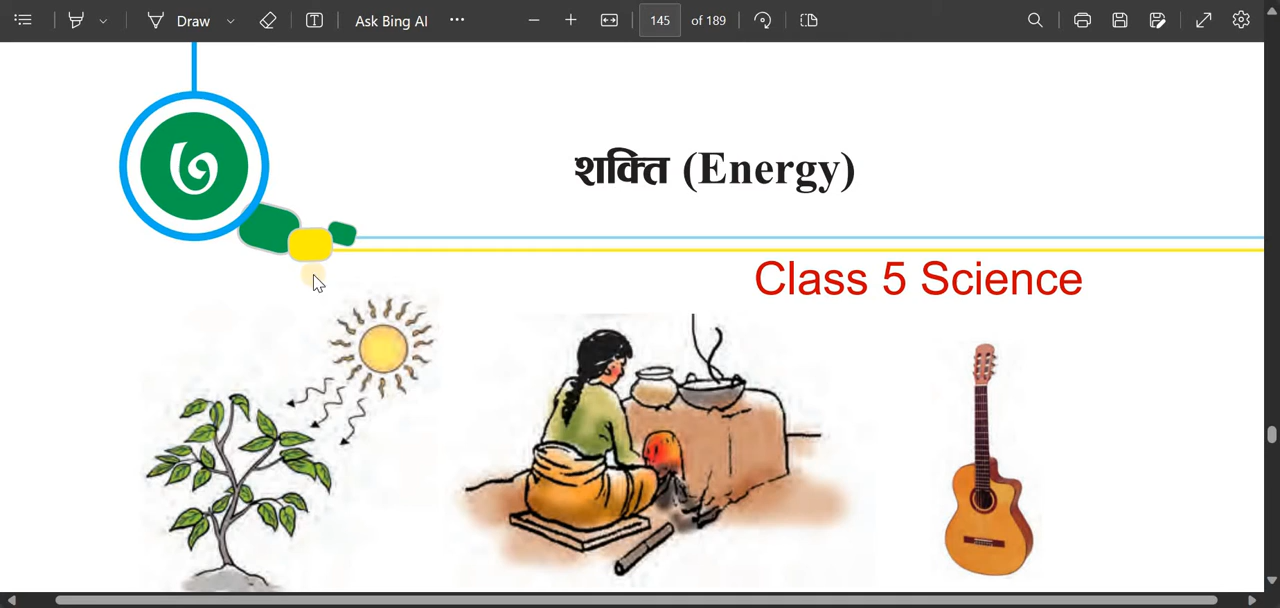 Draw
Ask Bing AI
145 of 189
७
शक्ति (Energy)
Class 5 Science